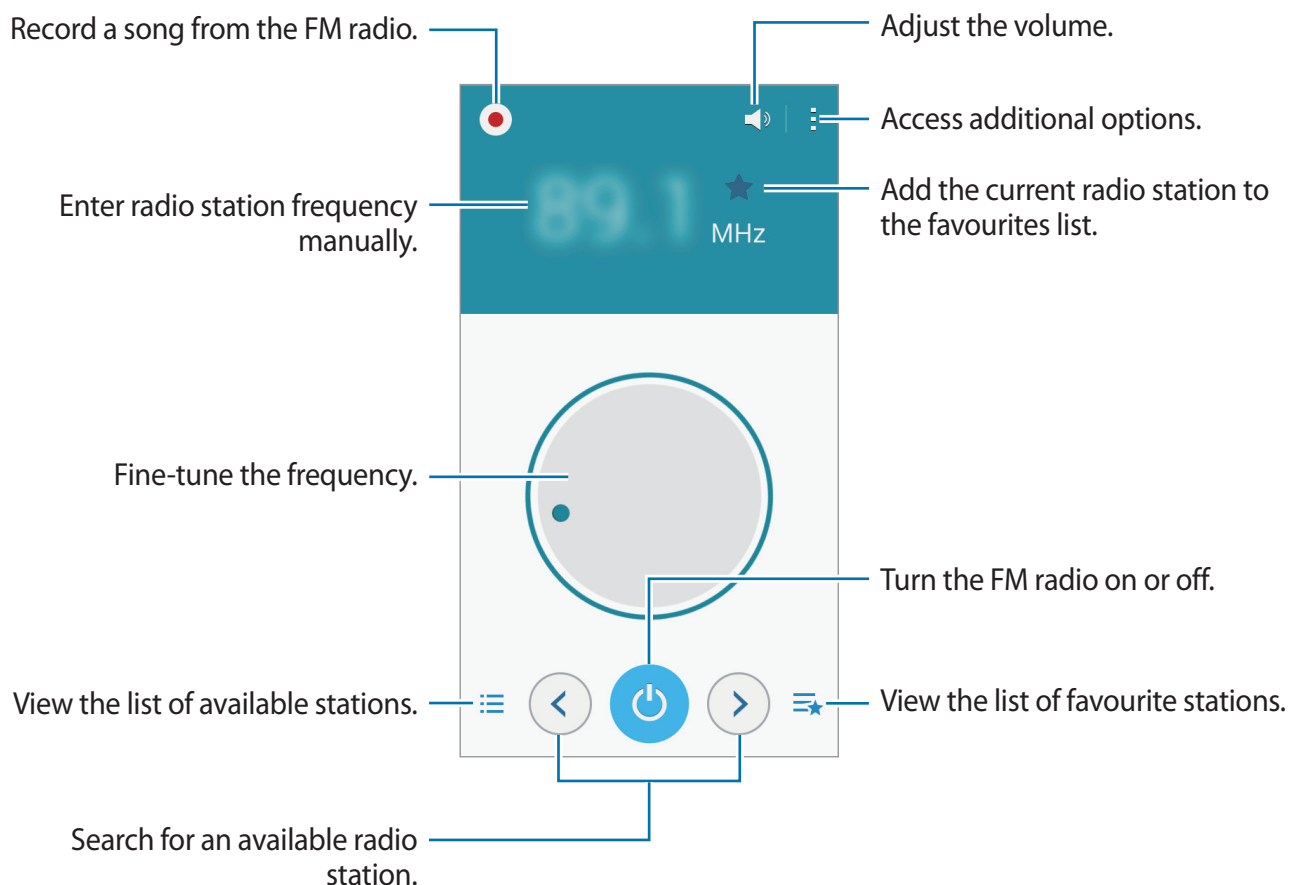 Record a song from the FM radio.
Adjust the volume.
Access additional options.
Enter radio station frequency
manually.
89.1
MHz
Add the current radio station to
the favourites list.
Fine-tune the frequency.
Turn the FM radio on or off.
View the list of available stations.
View the list of favourite stations.
Search for an available radio
station.